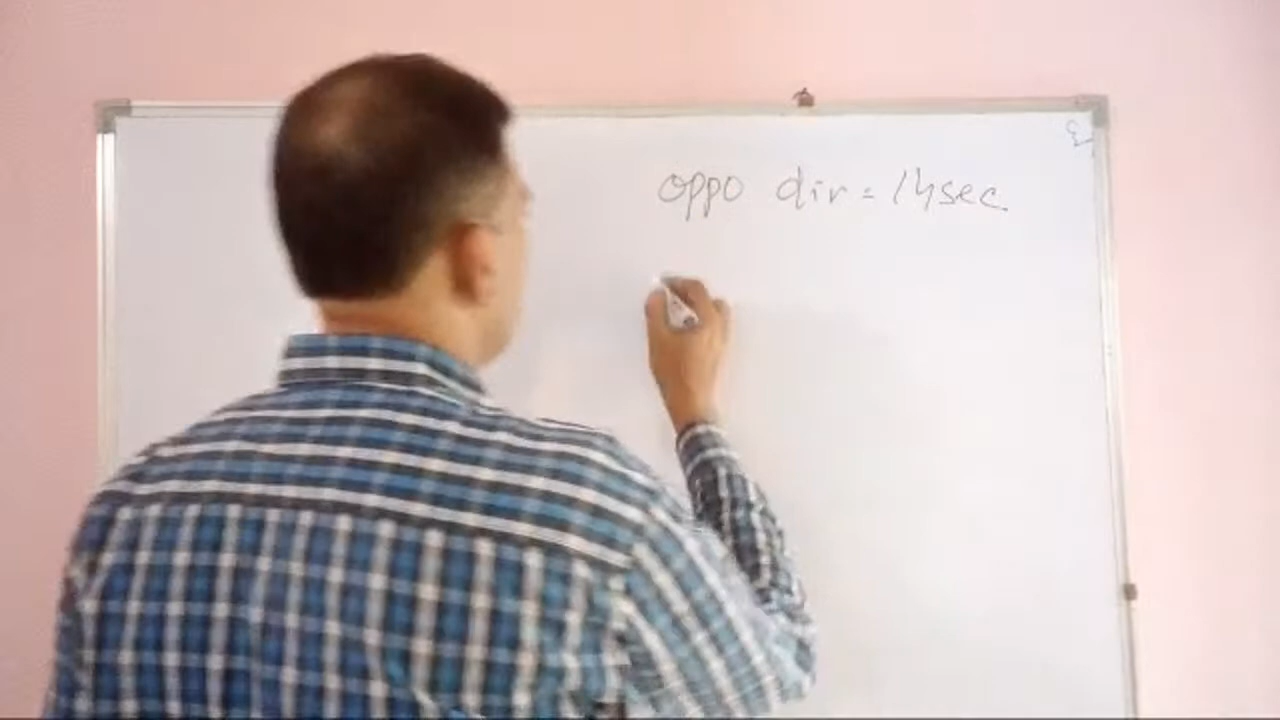 oppo dir = 14sec